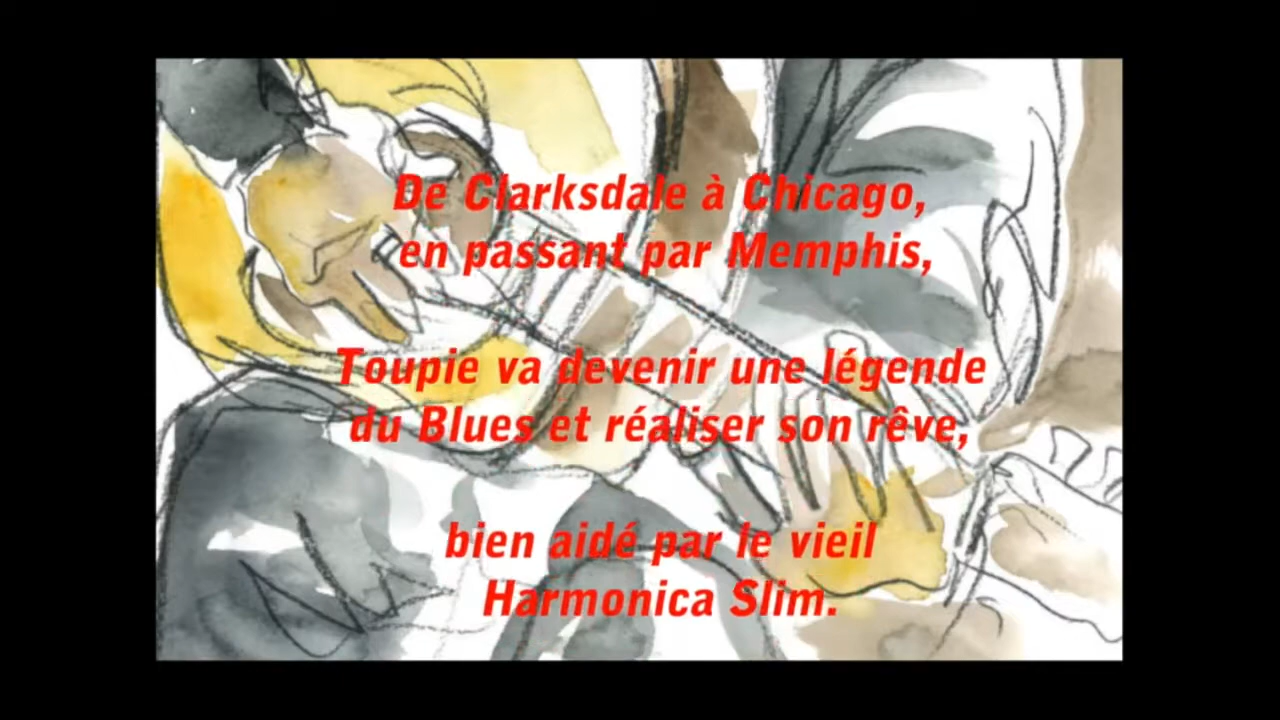 De Clarksdale à Chicago,
en passant par Memphis,
Toupie va devenir une légende
du Blues et réaliser son rêve,
bien aidé par le vieil
Harmonica Slim.